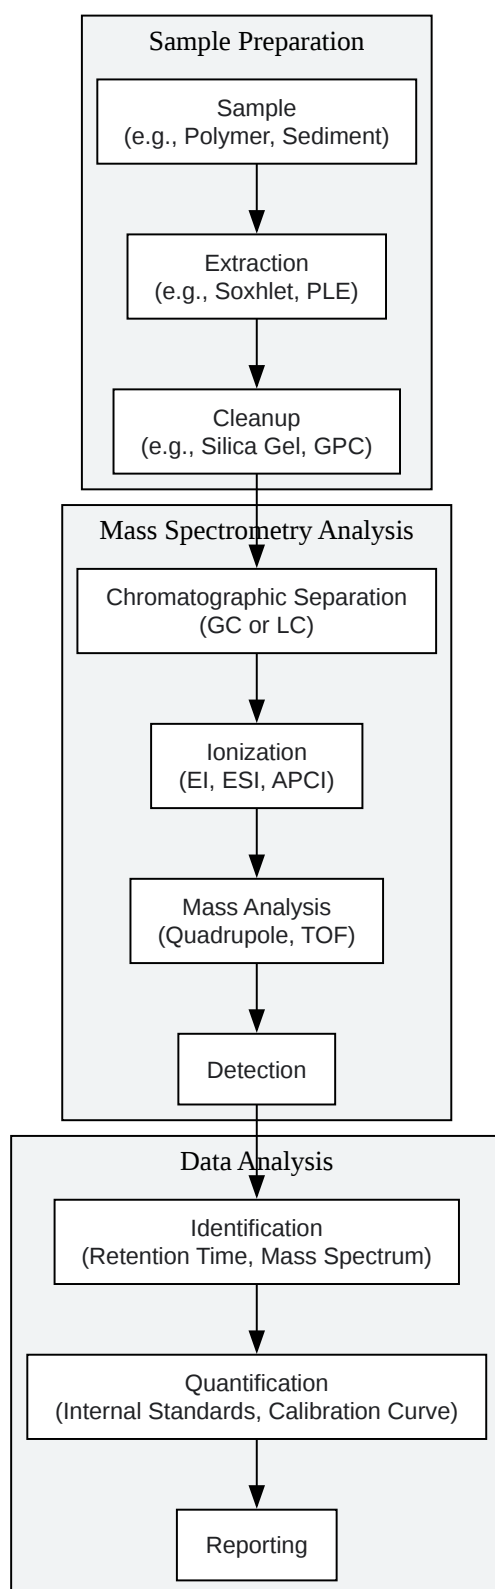 Sample Preparation
Sample
(e.g., Polymer, Sediment)
Extraction
(e.g., Soxhlet, PLE)
Cleanup
(e.g., Silica Gel, GPC)
Mass Spectrometry Analysis
Chromatographic Separation
(GC or LC)
Ionization
(EI, ESI, APCI)
Mass Analysis
(Quadrupole, TOF)
Detection
Data Analysis
Identification
(Retention Time, Mass Spectrum)
Quantification
(Internal Standards, Calibration Curve)
Reporting